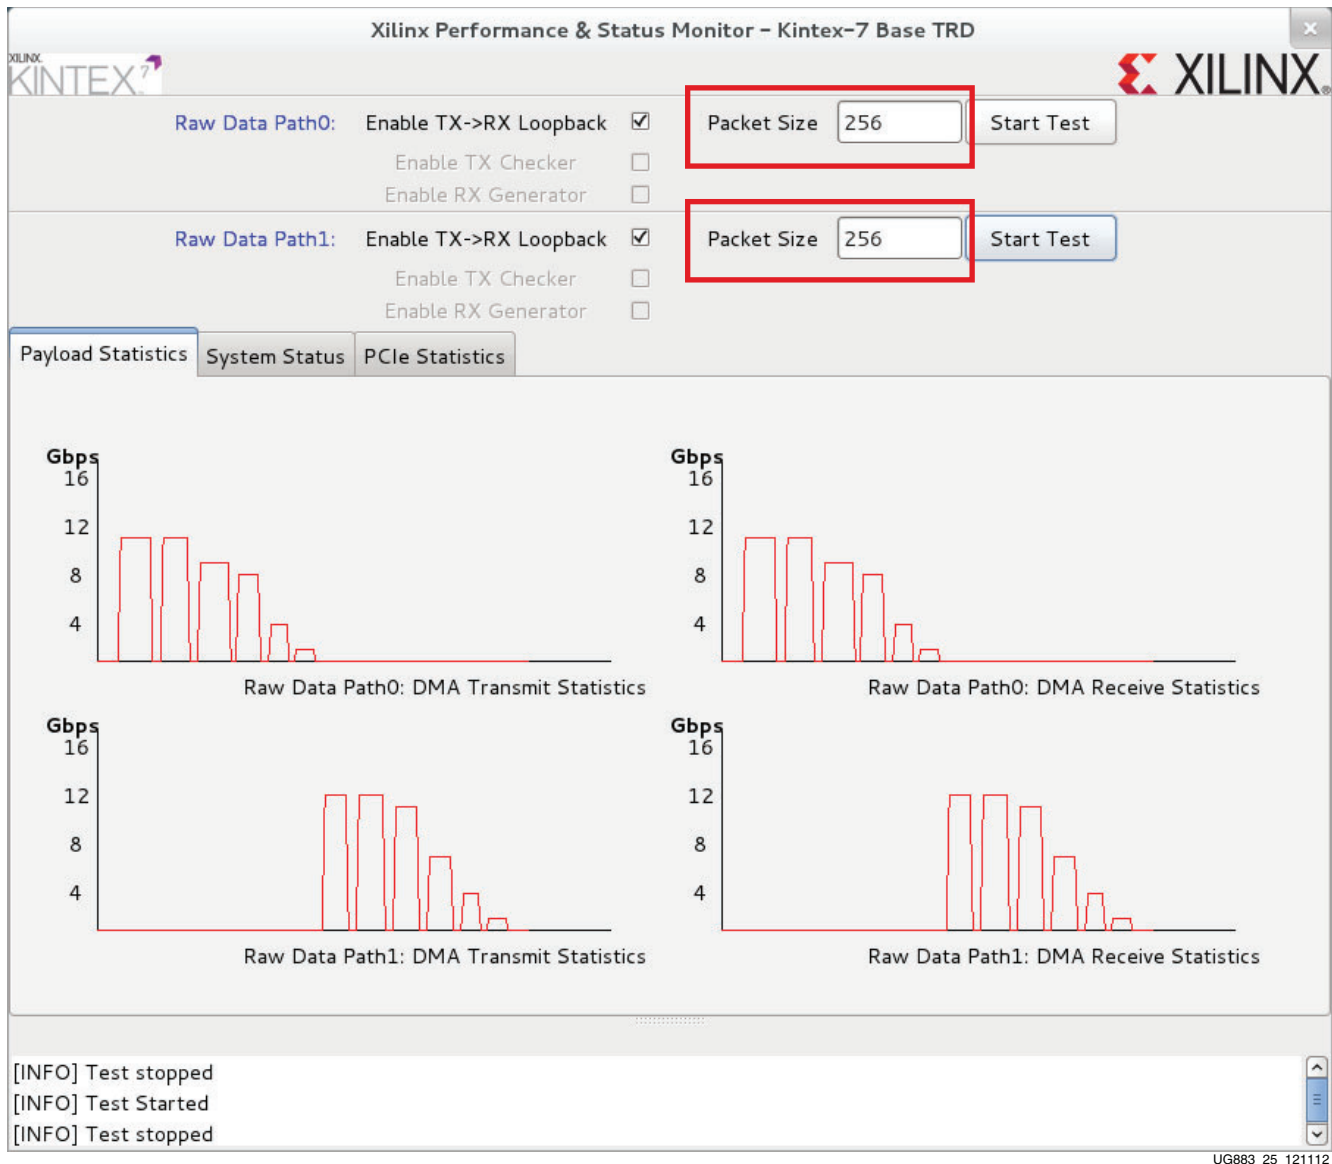 Xilinx Performance & Status Monitor – Kintex-7 Base TRD
XILINX
KINTEX 7
XILINX
Raw Data Path0: Enable TX->RX Loopback Packet Size 256 Start Test
Enable TX Checker
Enable RX Generator
Raw Data Path1: Enable TX->RX Loopback Packet Size 256 Start Test
Enable TX Checker
Enable RX Generator
Payload Statistics System Status PCIe Statistics
Gbps
16
12
8
4
Raw Data Path0: DMA Transmit Statistics
Gbps
16
12
8
4
Raw Data Path0: DMA Receive Statistics
Gbps
16
12
8
4
Raw Data Path1: DMA Transmit Statistics
Gbps
16
12
8
4
Raw Data Path1: DMA Receive Statistics
[INFO] Test stopped
[INFO] Test Started
[INFO] Test stopped
UG883_25_121112